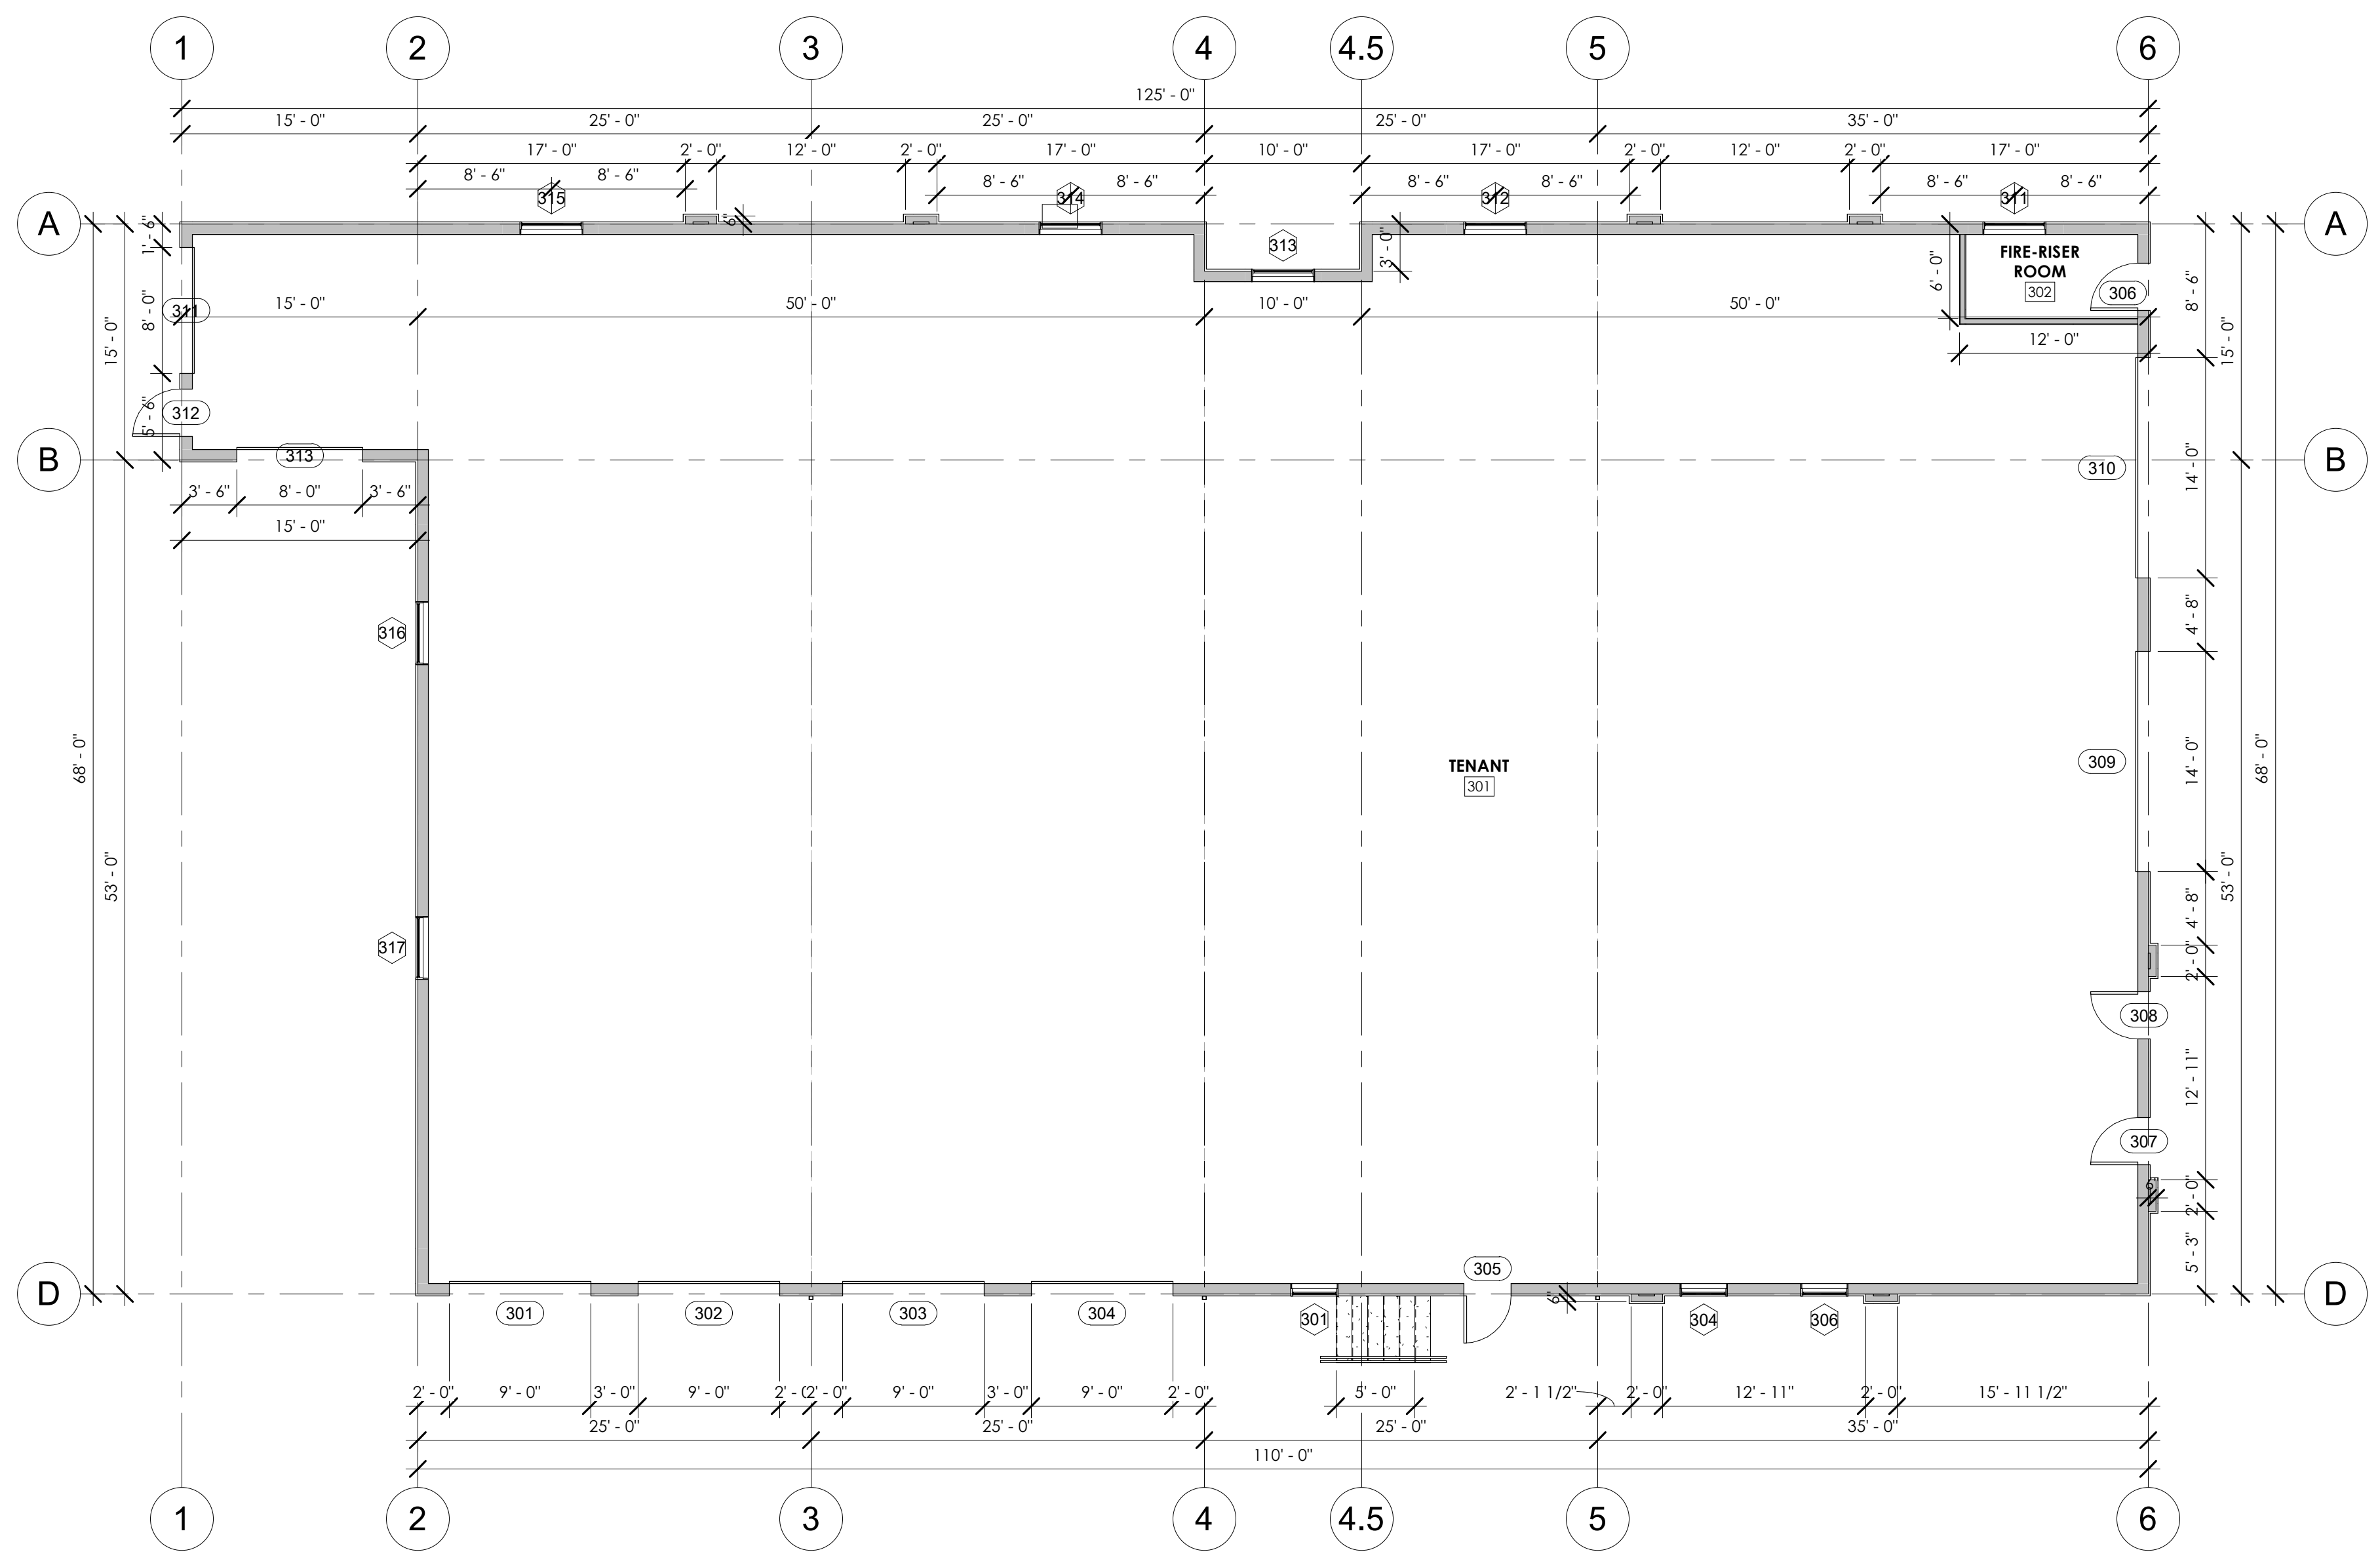 1 2 3 4 4.5 5 6
125' - 0"
15' - 0" 25' - 0" 25' - 0" 25' - 0" 35' - 0"
17' - 0" 2' - 0" 12' - 0" 2' - 0" 17' - 0" 10' - 0" 17' - 0" 2' - 0" 12' - 0" 2' - 0" 17' - 0"
8' - 6" 8' - 6" 8' - 6" 8' - 6" 8' - 6" 8' - 6" 8' - 6" 8' - 6"
315 314 312 311
A A
1' - 6" 6" 313 3' - 0"
FIRE-RISER
ROOM
302
306
6' - 0" 8' - 6"
311 8' - 0" 15' - 0" 50' - 0" 10' - 0" 50' - 0"
15' - 0" 12' - 0" 15' - 0"
312 5' - 6"
B 313 B
310 14' - 0"
3' - 6" 8' - 0" 3' - 6"
15' - 0"
316 4' - 8"
68' - 0" 309 14' - 0" 68' - 0"
TENANT
301
53' - 0" 53' - 0"
4' - 8"
317 2' - 0"
308
12' - 11"
307
2' - 0"
5' - 3"
305
D D
301 302 303 304 301 6" 304 306
2' - 0" 9' - 0" 3' - 0" 9' - 0" 2' - 0" 2' - 0" 9' - 0" 3' - 0" 9' - 0" 2' - 0" 5' - 0" 2' - 1 1/2" 2' - 0" 12' - 11" 2' - 0" 15' - 11 1/2"
25' - 0" 25' - 0" 25' - 0" 35' - 0"
110' - 0"
1 2 3 4 4.5 5 6